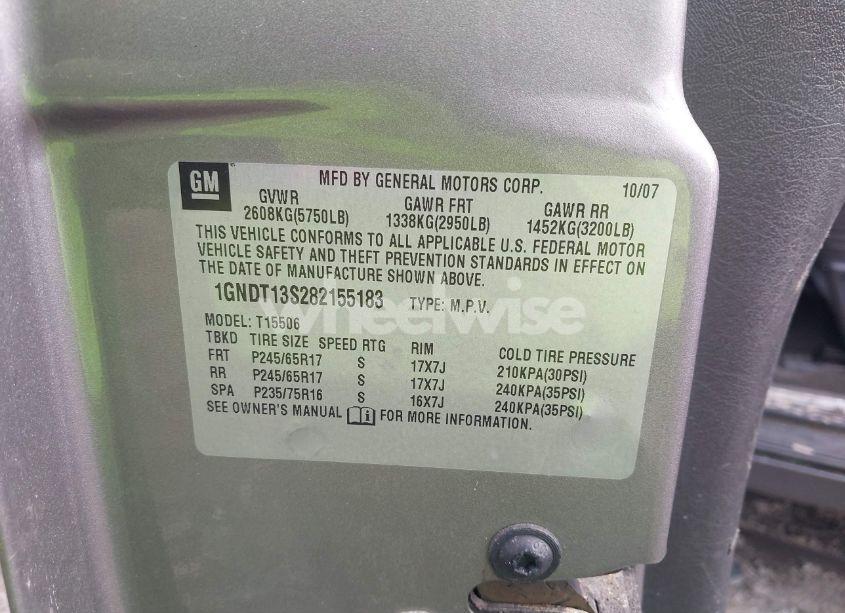 GM
MFD BY GENERAL MOTORS CORP. 10/07
GVWR GAWR FRT GAWR RR
2608KG(5750LB) 1338KG(2950LB) 1452KG(3200LB)
THIS VEHICLE CONFORMS TO ALL APPLICABLE U.S. FEDERAL MOTOR
VEHICLE SAFETY AND THEFT PREVENTION STANDARDS IN EFFECT ON
THE DATE OF MANUFACTURE SHOWN ABOVE.
1GNDT13S282155183 TYPE: M.P.V.
wheelwise
MODEL: T15506
TBKD TIRE SIZE SPEED RTG RIM COLD TIRE PRESSURE
FRT P245/65R17 S 17X7J 210KPA(30PSI)
RR P245/65R17 S 17X7J 240KPA(35PSI)
SPA P235/75R16 S 16X7J 240KPA(35PSI)
SEE OWNER'S MANUAL FOR MORE INFORMATION.